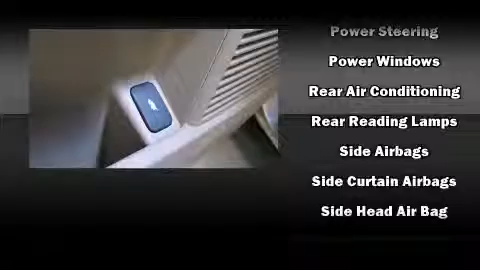 Power Steering
Power Windows
Rear Air Conditioning
Rear Reading Lamps
Side Airbags
Side Curtain Airbags
Side Head Air Bag